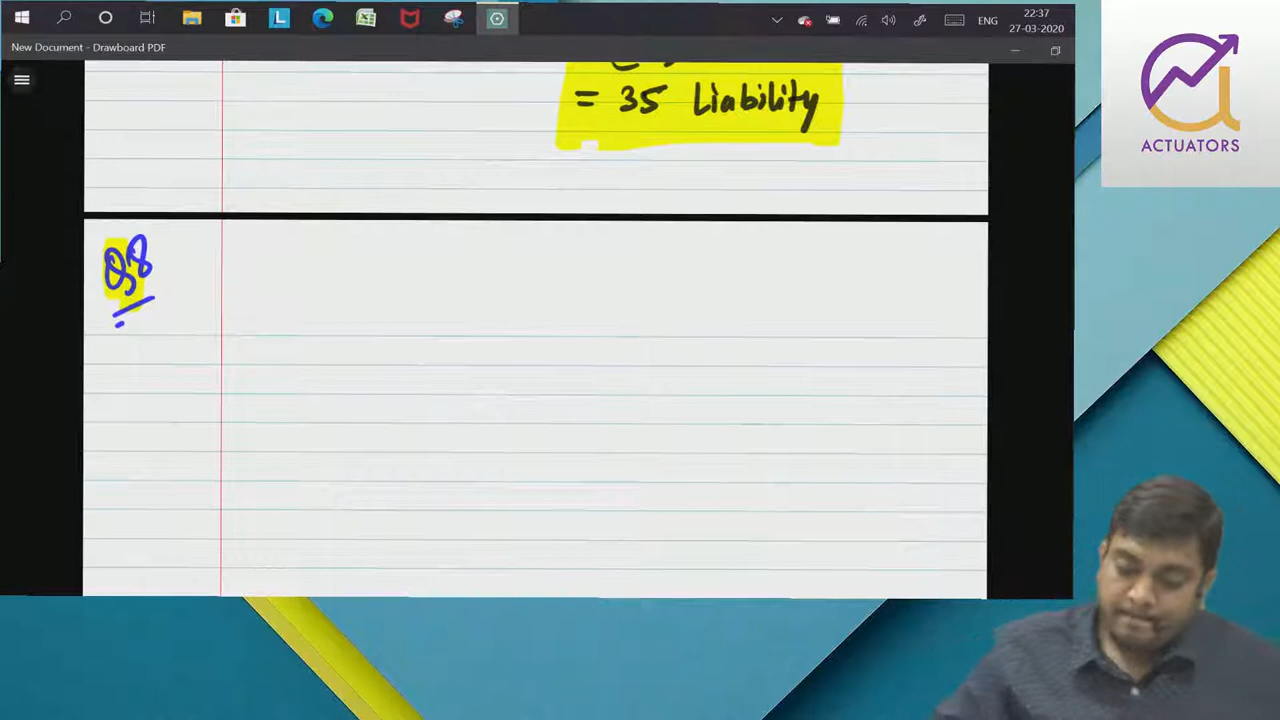 22:37
ENG
27-03-2020
New Document - Drawboard PDF
= 35 Liability
Q8
ACTUATORS